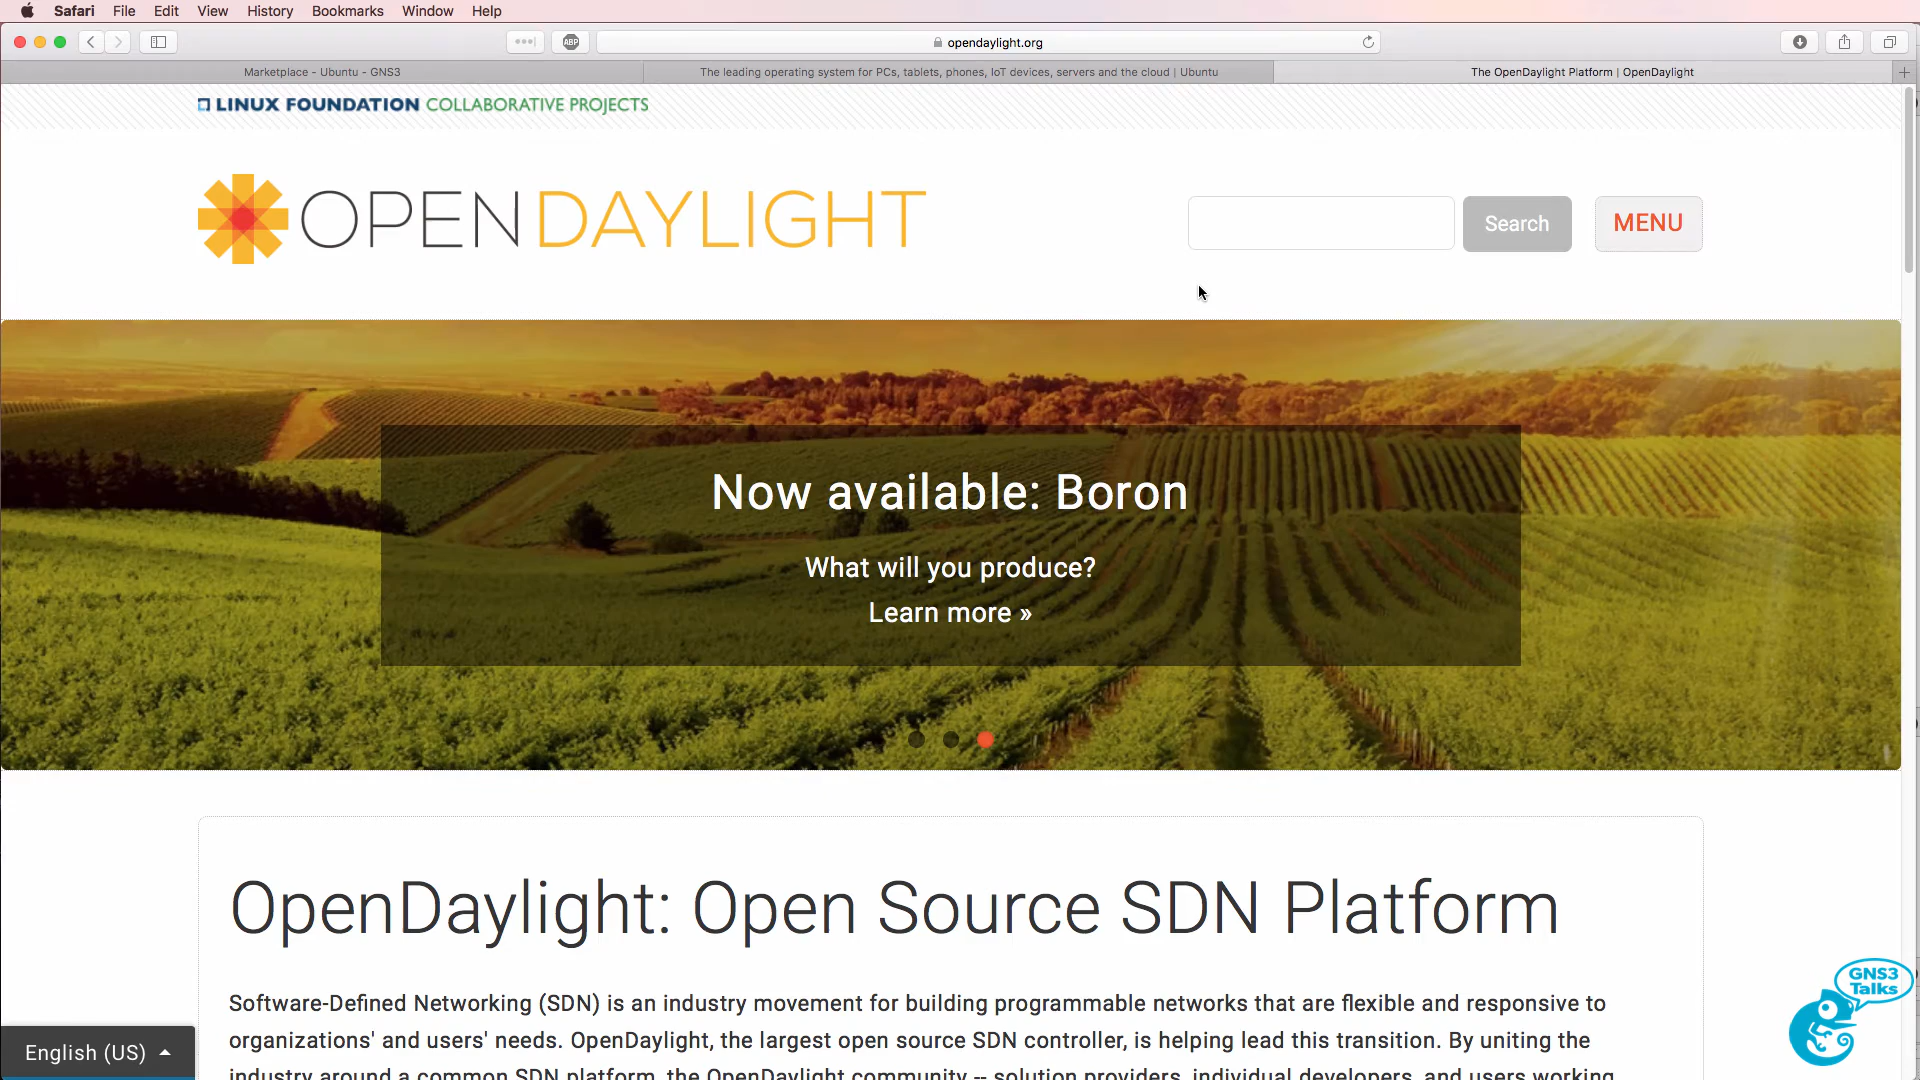 Safari File Edit View History Bookmarks Window Help
ABP
opendaylight.org
Marketplace - Ubuntu - GNS3
The leading operating system for PCs, tablets, phones, IoT devices, servers and the cloud | Ubuntu
The OpenDaylight Platform | OpenDaylight
LINUX FOUNDATION COLLABORATIVE PROJECTS
OPENDAYLIGHT
Search
MENU
Now available: Boron
What will you produce?
Learn more »
OpenDaylight: Open Source SDN Platform
Software-Defined Networking (SDN) is an industry movement for building programmable networks that are flexible and responsive to
organizations' and users' needs. OpenDaylight, the largest open source SDN controller, is helping lead this transition. By uniting the
industry around a common SDN platform, the OpenDaylight community -- solution providers, individual developers, and users working
English (US)
GNS3
Talks